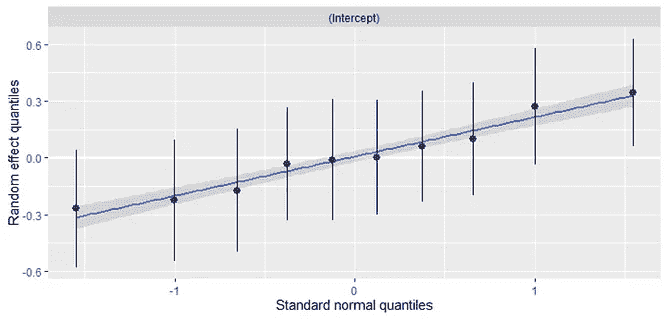 (Intercept)
Random effect quantiles
0.6
0.3
0.0
-0.3
-0.6
-1
0
1
Standard normal quantiles